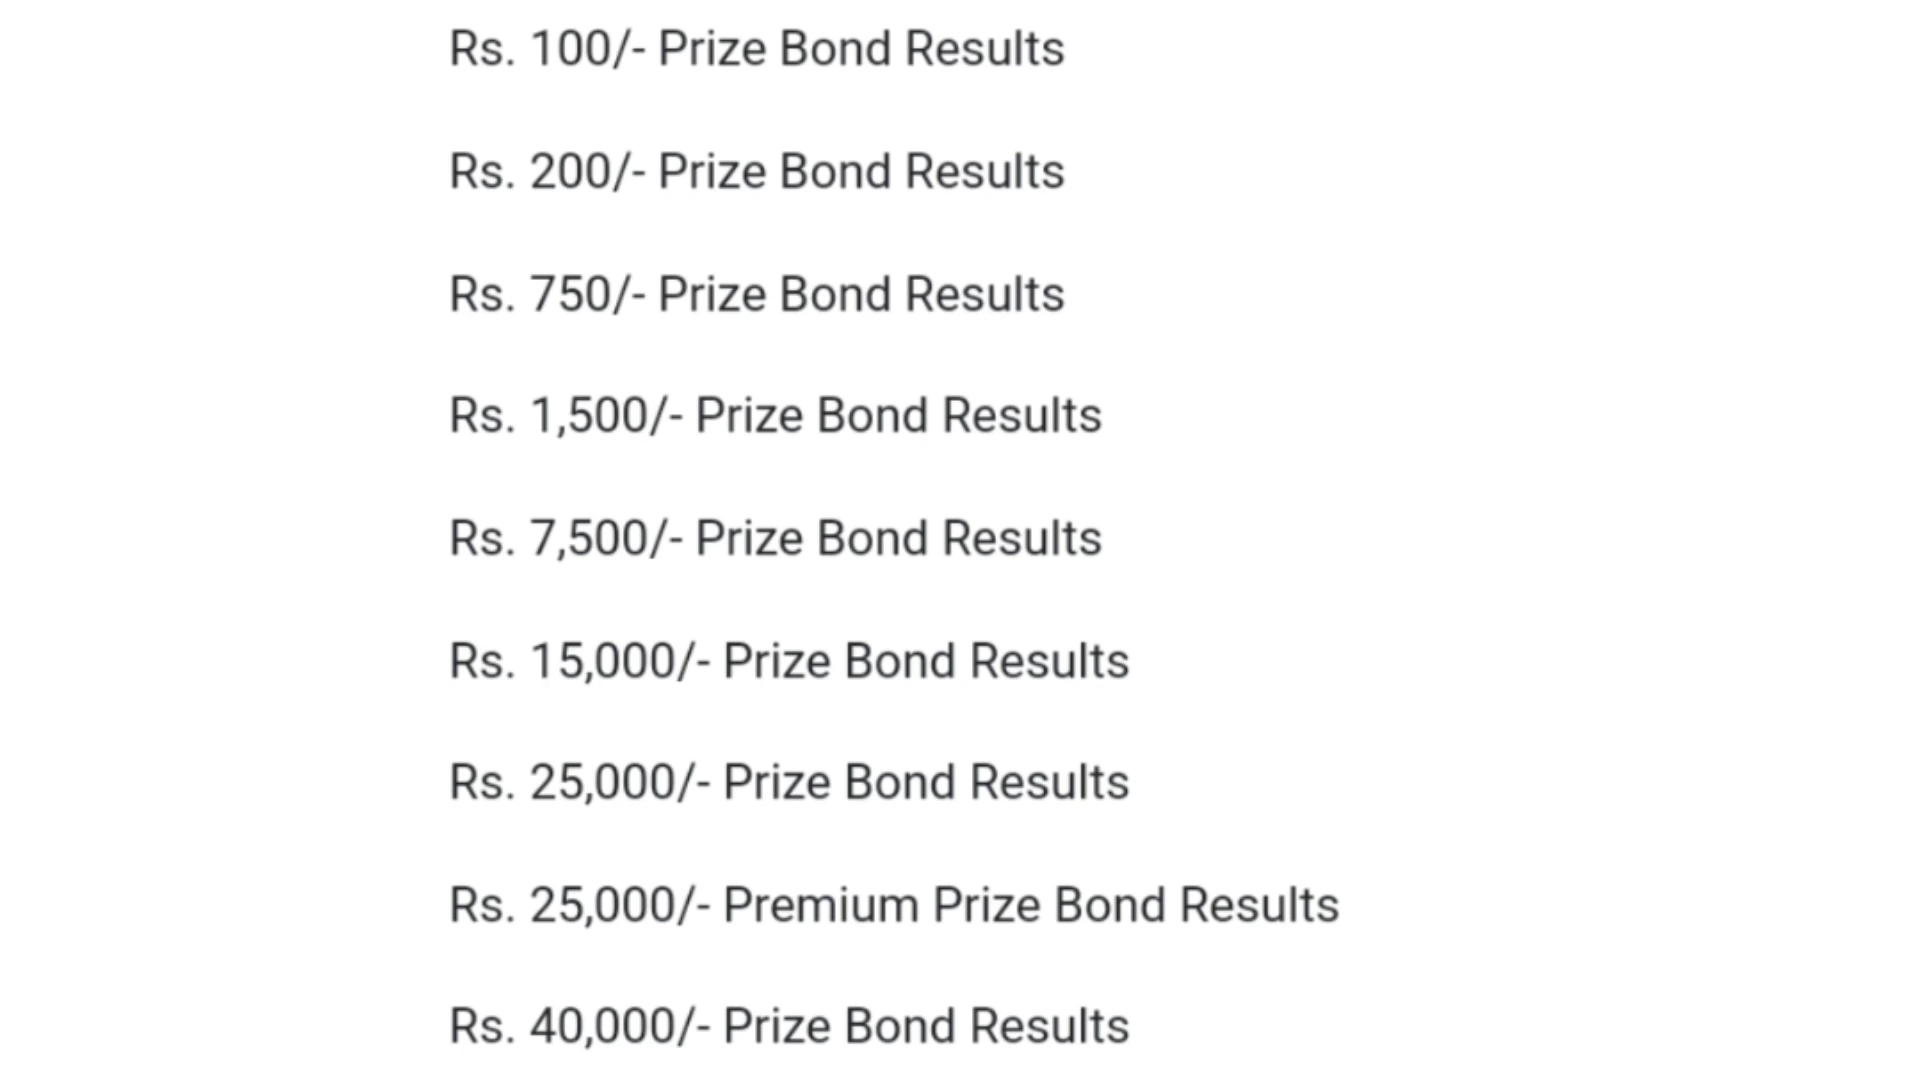 Rs. 100/- Prize Bond Results
Rs. 200/- Prize Bond Results
Rs. 750/- Prize Bond Results
Rs. 1,500/- Prize Bond Results
Rs. 7,500/- Prize Bond Results
Rs. 15,000/- Prize Bond Results
Rs. 25,000/- Prize Bond Results
Rs. 25,000/- Premium Prize Bond Results
Rs. 40,000/- Prize Bond Results